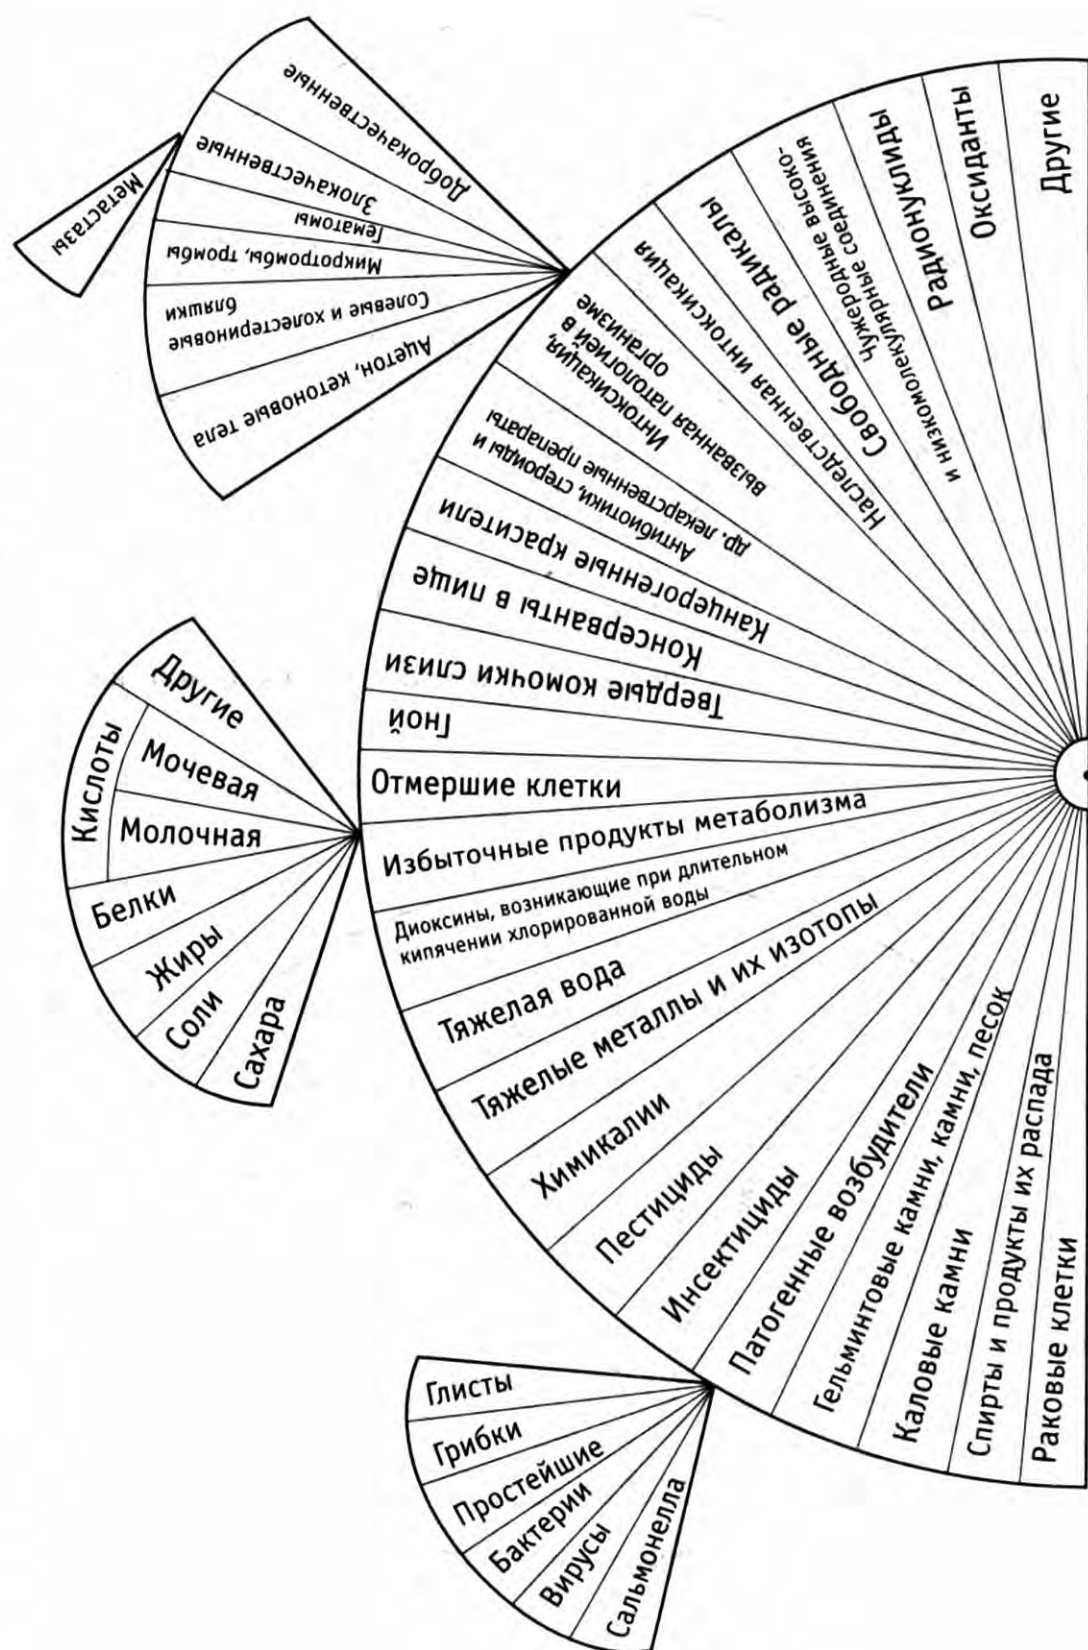 Метастазы
Доброкачественные
Злокачественные
Гематомы
Микротромбы, тромбы
Солевые и холестериновые
бляшки
Ацетон, кетоновые тела
Другие
Оксиданты
Радионуклиды
Чужеродные высоко-
и низкомолекулярные соединения
Свободные радикалы
Наследственная интоксикация
Интоксикация,
вызванная патологией в
организме
Антибиотики, стероиды и
др. лекарственные препараты
Канцерогенные красители
Консерванты в пище
Твердые комочки слизи
Гной
Отмершие клетки
Избыточные продукты метаболизма
Диоксины, возникающие при длительном
кипячении хлорированной воды
Тяжелая вода
Тяжелые металлы и их изотопы
Химикалии
Пестициды
Инсектициды
Патогенные возбудители
Гельминтовые камни, камни, песок
Каловые камни
Спирты и продукты их распада
Раковые клетки
Другие
Кислоты
Мочевая
Молочная
Белки
Жиры
Соли
Сахара
Глисты
Грибки
Простейшие
Бактерии
Вирусы
Сальмонелла